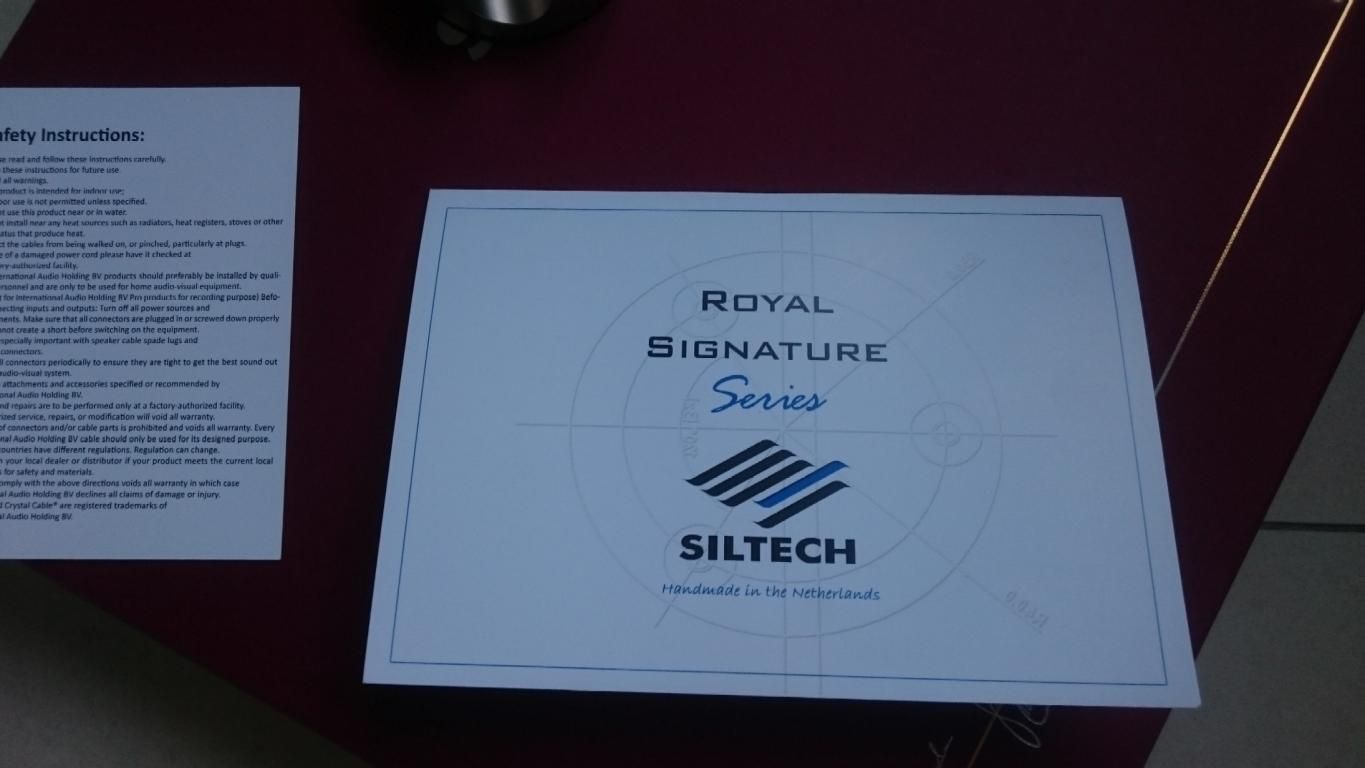 fety Instructions:
read and follow these instructions carefully.
these instructions for future use
all warnings.
product is intended for indoor use;
use is not permitted unless specified.
use this product near or in water.
install near any heat sources such as radiators, heat registers, stoves or other
that produce heat.
the cables from being walked on, or pinched, particularly at plugs.
of a damaged power cord please have it checked at
ry-authorized facility.
ernational Audio Holding BV products should preferably be installed by quali-
ersonnel and are only to be used for home audio-visual equipment.
for International Audio Holding BV Pro products for recording purpose) Befo-
necting inputs and outputs: Turn off all power sources and
nents. Make sure that all connectors are plugged in or screwed down properly
not create a short before switching on the equipment.
specially important with speaker cable spade lugs and
connectors.
connectors periodically to ensure they are tight to get the best sound out
udio-visual system.
attachments and accessories specified or recommended by
onal Audio Holding BV.
nd repairs are to be performed only at a factory-authorized facility.
rized service, repairs, or modification will void all warranty.
of connectors and/or cable parts is prohibited and voids all warranty. Every
nal Audio Holding BV cable should only be used for its designed purpose.
ountries have different regulations. Regulation can change.
your local dealer or distributor if your product meets the current local
for safety and materials.
omply with the above directions voids all warranty in which case
al Audio Holding BV declines all claims of damage or injury.
Crystal Cable® are registered trademarks of
al Audio Holding BV.
ROYAL
SIGNATURE
Series
SILTECH
Handmade in the Netherlands